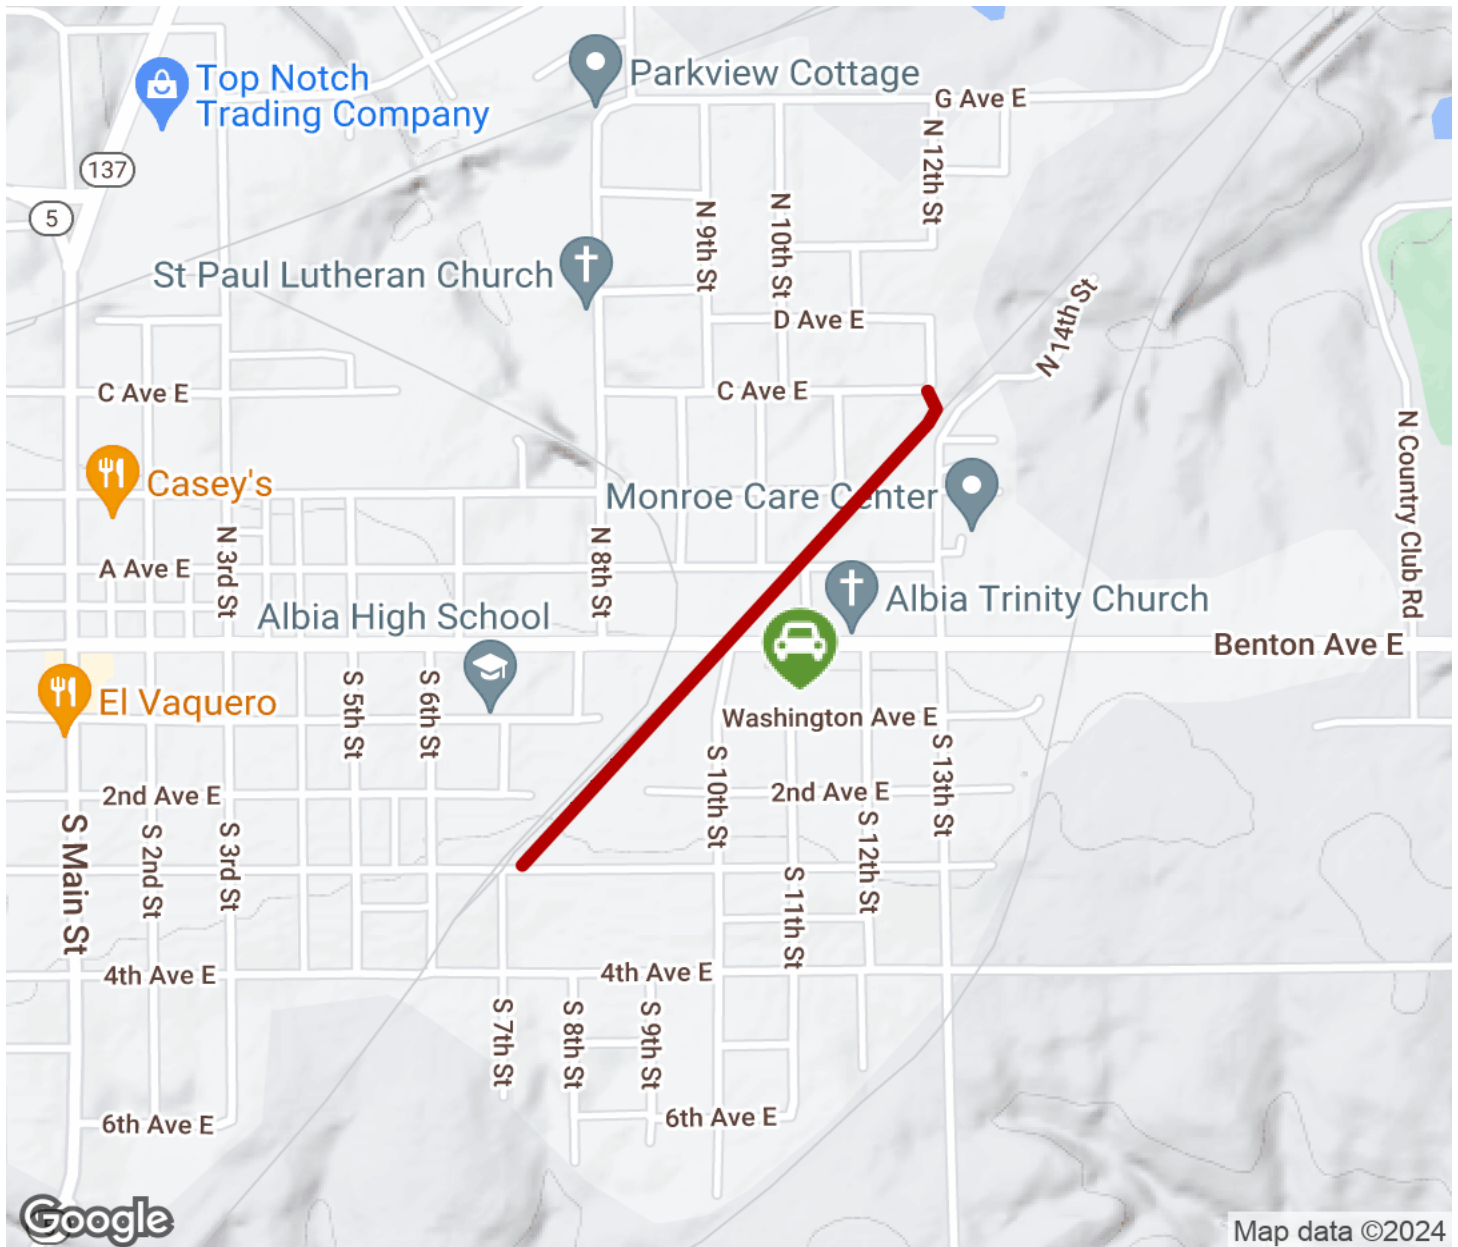 Top Notch
Trading Company
Parkview Cottage
G Ave E
N 12th St
137
5
N 9th St
N 10th St
St Paul Lutheran Church
N 14th St
D Ave E
C Ave E
C Ave E
N Country Club Rd
Casey's
Monroe Care Center
N 3rd St
N 8th St
A Ave E
Albia High School
Albia Trinity Church
Benton Ave E
El Vaquero
S 5th St
S 6th St
Washington Ave E
S 10th St
S 13th St
2nd Ave E
2nd Ave E
S Main St
S 2nd St
S 3rd St
S 12th St
S 11th St
4th Ave E
4th Ave E
S 7th St
S 8th St
S 9th St
6th Ave E
6th Ave E
Google
Map data ©2024